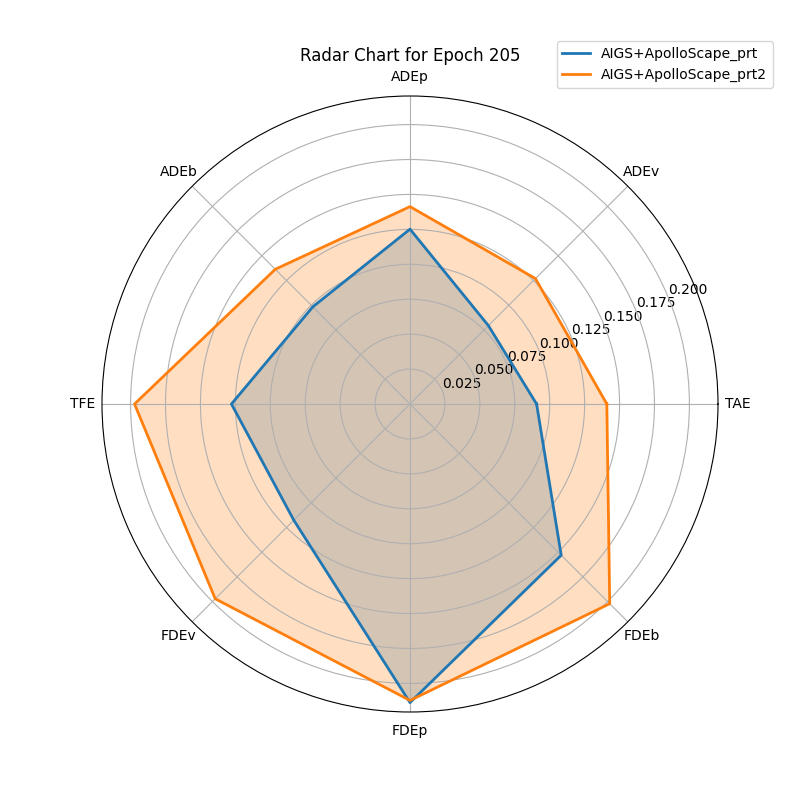 Radar Chart for Epoch 205
AIGS+ApolloScape_prt
AIGS+ApolloScape_prt2
ADEp
ADEb
ADEv
0.200
0.175
0.150
0.125
0.100
0.075
0.050
0.025
TFE
TAE
FDEv
FDEb
FDEp